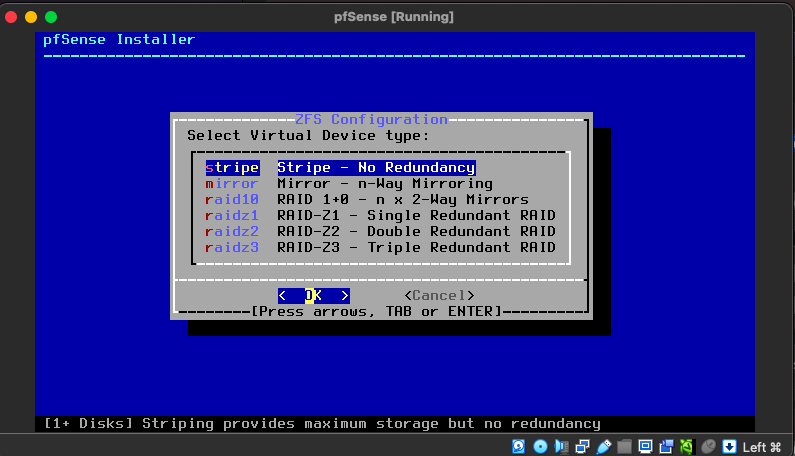 pfSense [Running]
pfSense Installer
ZFS Configuration
Select Virtual Device type:
stripe Stripe - No Redundancy
mirror Mirror - n-Way Mirroring
raid10 RAID 1+0 - n x 2-Way Mirrors
raidz1 RAID-Z1 - Single Redundant RAID
raidz2 RAID-Z2 - Double Redundant RAID
raidz3 RAID-Z3 - Triple Redundant RAID
< OK > <Cancel>
[Press arrows, TAB or ENTER]
[1+ Disks] Striping provides maximum storage but no redundancy
Left ⌘